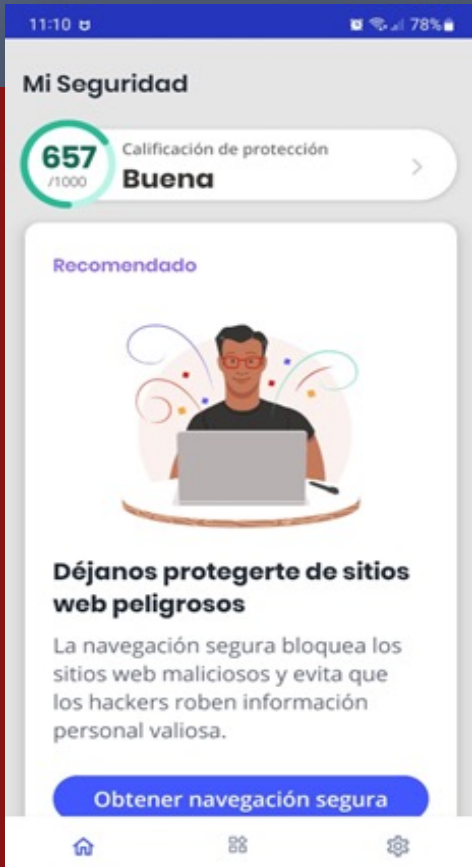 11:10
78%
Mi Seguridad
657
/1000
Calificación de protección
Buena
Recomendado
Déjanos protegerte de sitios
web peligrosos
La navegación segura bloquea los
sitios web maliciosos y evita que
los hackers roben información
personal valiosa.
Obtener navegación segura